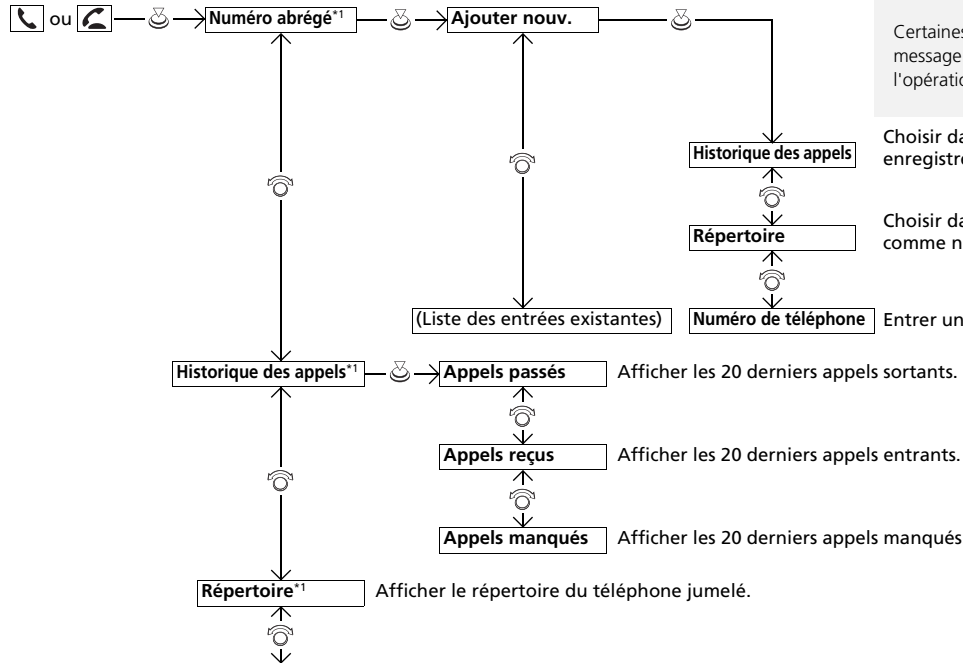 ou
Numéro abrégé*1
Ajouter nouv.
Certaines
message
l'opératio
Historique des appels
Choisir da
enregistre
Répertoire
Choisir da
comme n
(Liste des entrées existantes)
Numéro de téléphone
Entrer un
Historique des appels*1
Appels passés
Afficher les 20 derniers appels sortants.
Appels reçus
Afficher les 20 derniers appels entrants.
Appels manqués
Afficher les 20 derniers appels manqués
Répertoire*1
Afficher le répertoire du téléphone jumelé.